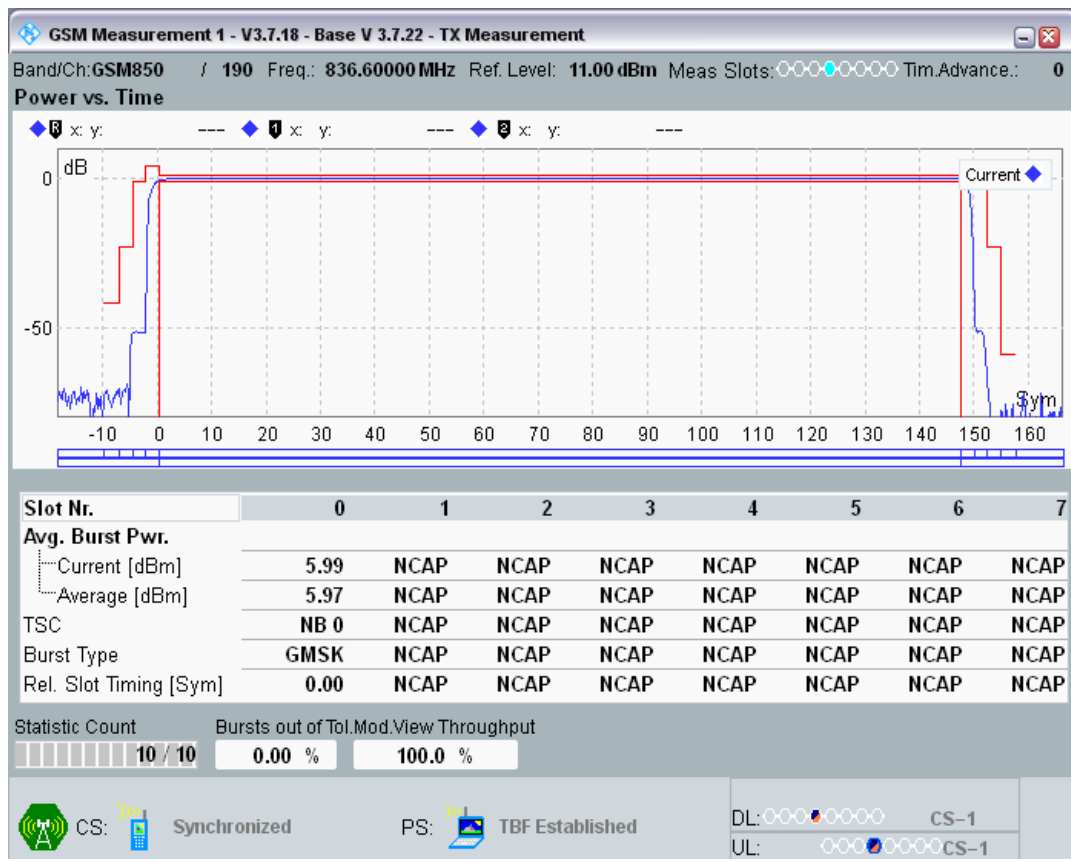 GSM Measurement 1 - V3.7.18 - Base V 3.7.22 - TX Measurement
Band/Ch:GSM850 / 190 Freq.: 836.60000 MHz Ref. Level: 11.00 dBm Meas Slots: Tim.Advance.: 0
Power vs. Time
R x: y: --- 1 x: y: --- 2 x: y: ---
dB
Current
0
-50
Sym
-10 0 10 20 30 40 50 60 70 80 90 100 110 120 130 140 150 160
Slot Nr. 0 1 2 3 4 5 6 7
Avg. Burst Pwr.
Current [dBm] 5.99 NCAP NCAP NCAP NCAP NCAP NCAP NCAP
Average [dBm] 5.97 NCAP NCAP NCAP NCAP NCAP NCAP NCAP
TSC NB 0 NCAP NCAP NCAP NCAP NCAP NCAP NCAP
Burst Type GMSK NCAP NCAP NCAP NCAP NCAP NCAP NCAP
Rel. Slot Timing [Sym] 0.00 NCAP NCAP NCAP NCAP NCAP NCAP NCAP
Statistic Count Bursts out of Tol.Mod.View Throughput
10 / 10 0.00 % 100.0 %
CS: Synchronized PS: TBF Established
DL: CS-1
UL: CS-1